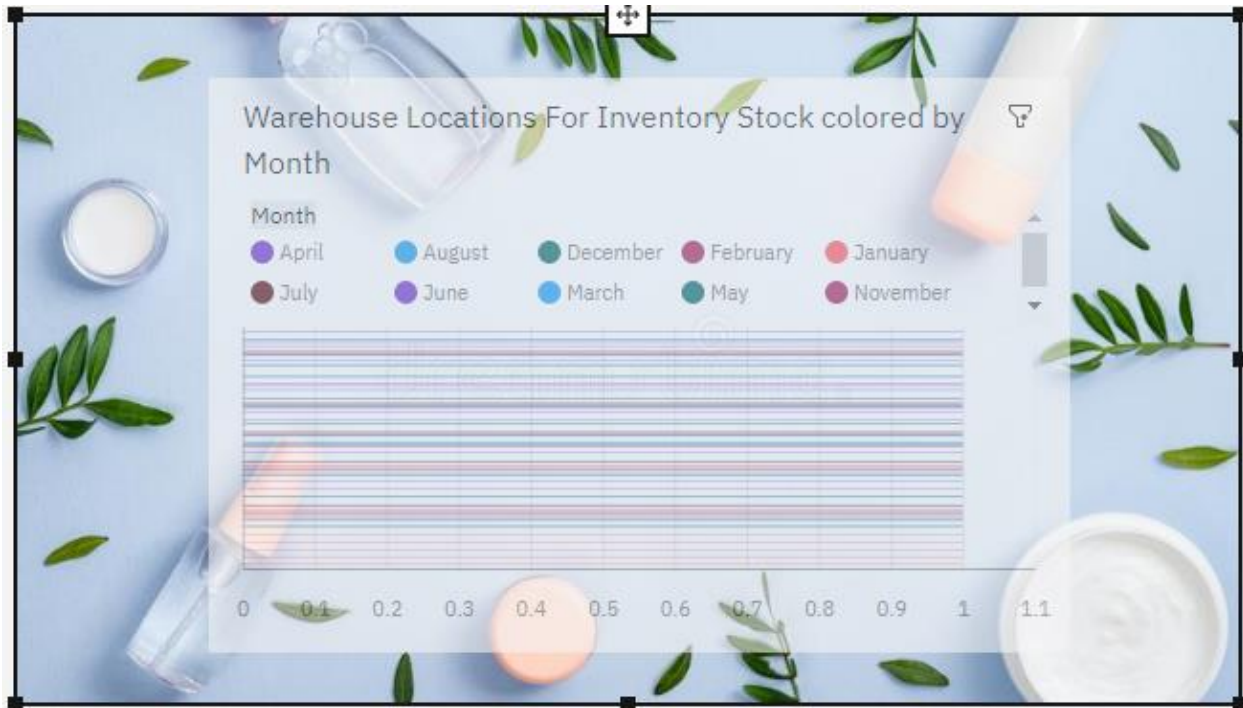 Warehouse Locations For Inventory Stock colored by
Month
Month
April August December February January
July June March May November
0 0.1 0.2 0.3 0.4 0.5 0.6 0.7 0.8 0.9 1 1.1